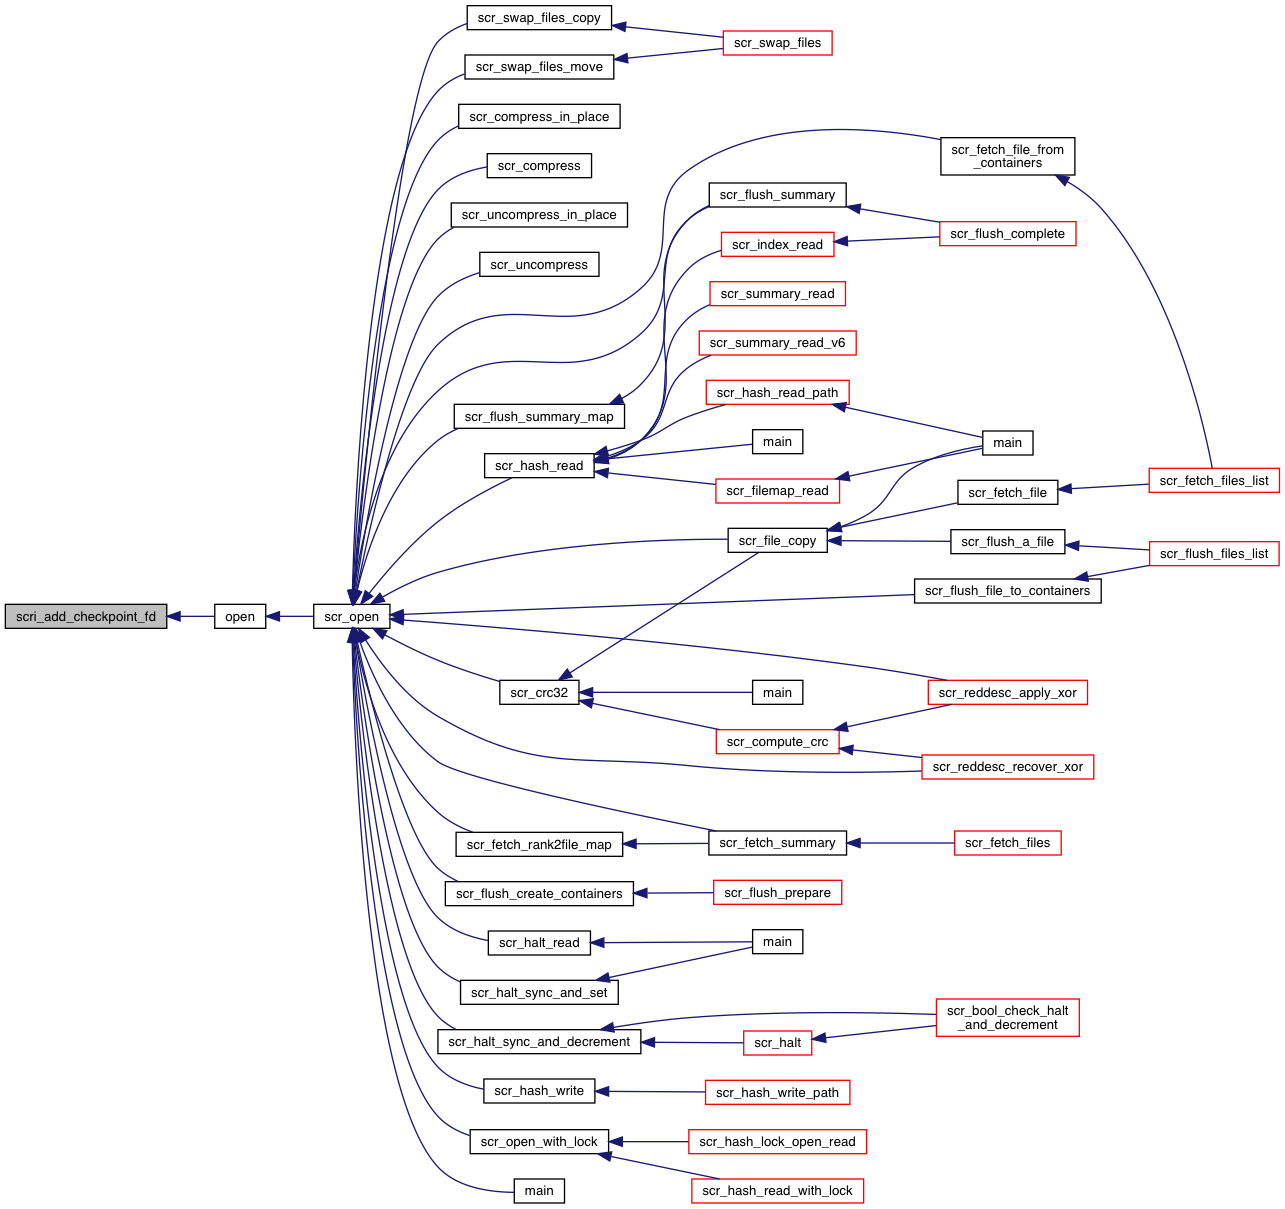 scr_swap_files_copy
scr_swap_files
scr_swap_files_move
scr_compress_in_place
scr_fetch_file_from
_containers
scr_compress
scr_flush_summary
scr_uncompress_in_place
scr_flush_complete
scr_index_read
scr_uncompress
scr_summary_read
scr_summary_read_v6
scr_hash_read_path
scr_flush_summary_map
main
main
scr_hash_read
scr_fetch_files_list
scr_filemap_read
scr_fetch_file
scr_file_copy
scr_flush_a_file
scr_flush_files_list
scr_flush_file_to_containers
scri_add_checkpoint_fd
open
scr_open
scr_crc32
main
scr_reddesc_apply_xor
scr_compute_crc
scr_reddesc_recover_xor
scr_fetch_rank2file_map
scr_fetch_summary
scr_fetch_files
scr_flush_create_containers
scr_flush_prepare
scr_halt_read
main
scr_halt_sync_and_set
scr_bool_check_halt
_and_decrement
scr_halt_sync_and_decrement
scr_halt
scr_hash_write
scr_hash_write_path
scr_open_with_lock
scr_hash_lock_open_read
main
scr_hash_read_with_lock